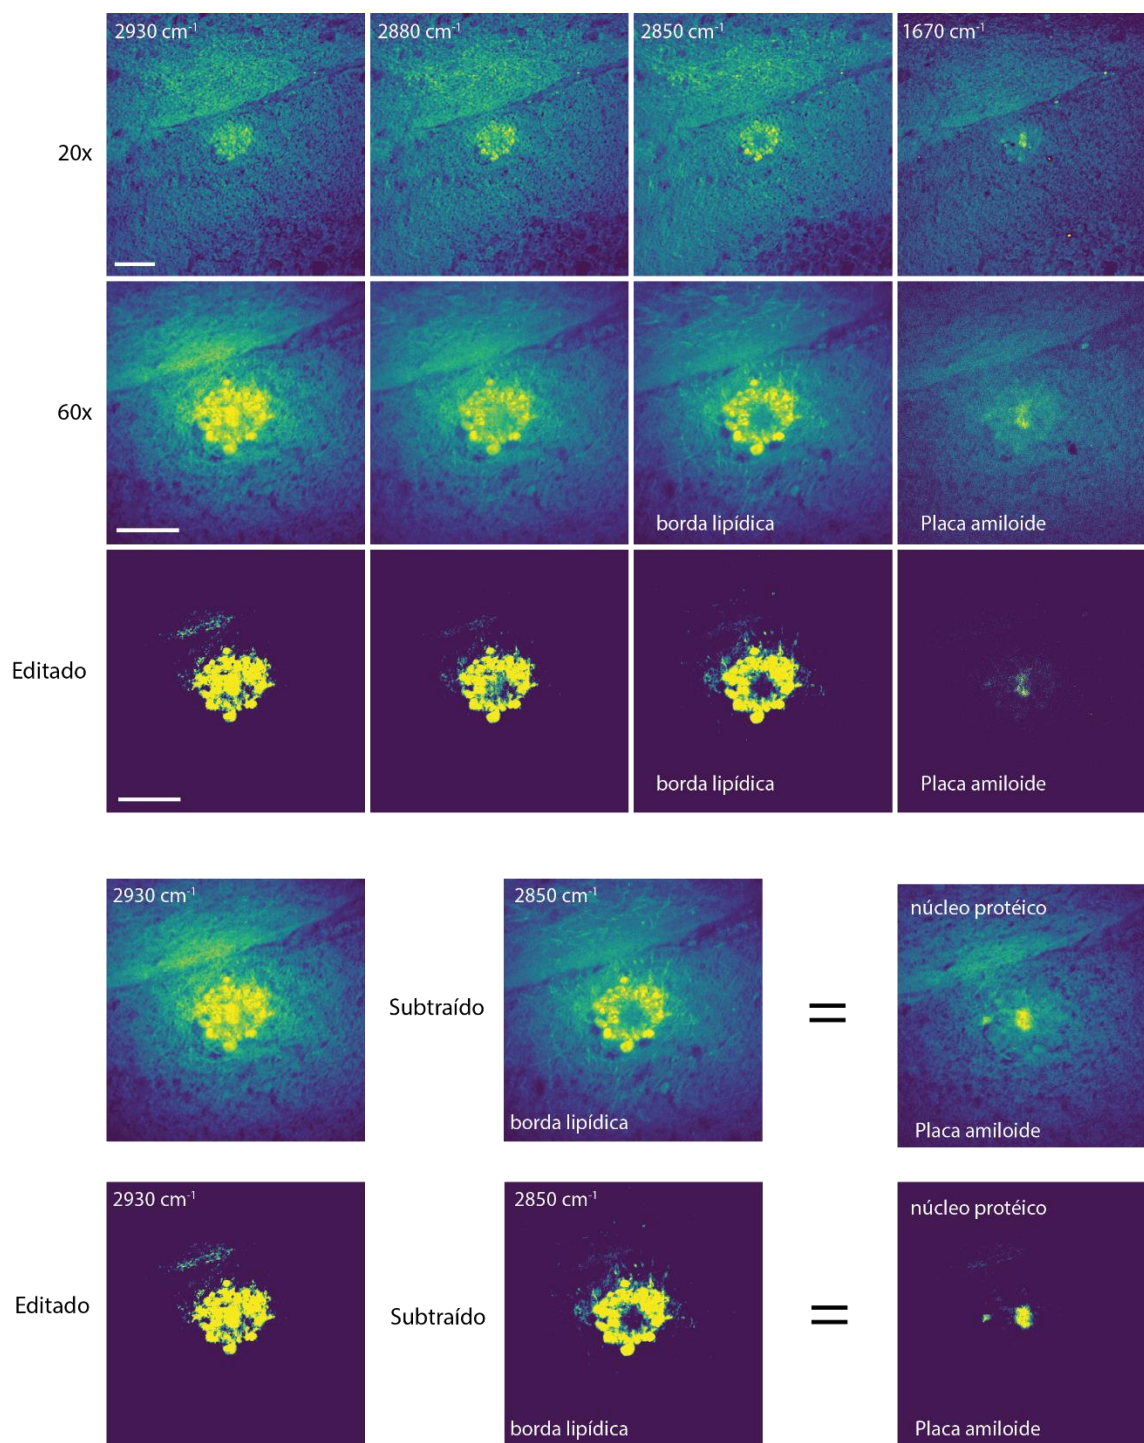 2930 cm⁻¹ 2880 cm⁻¹ 2850 cm⁻¹ 1670 cm⁻¹
20x
60x
borda lipídica Placa amiloide
Editado
borda lipídica Placa amiloide
2930 cm⁻¹ 2850 cm⁻¹ núcleo protéico
Subtraído =
borda lipídica Placa amiloide
2930 cm⁻¹ 2850 cm⁻¹ núcleo protéico
Editado Subtraído =
borda lipídica Placa amiloide